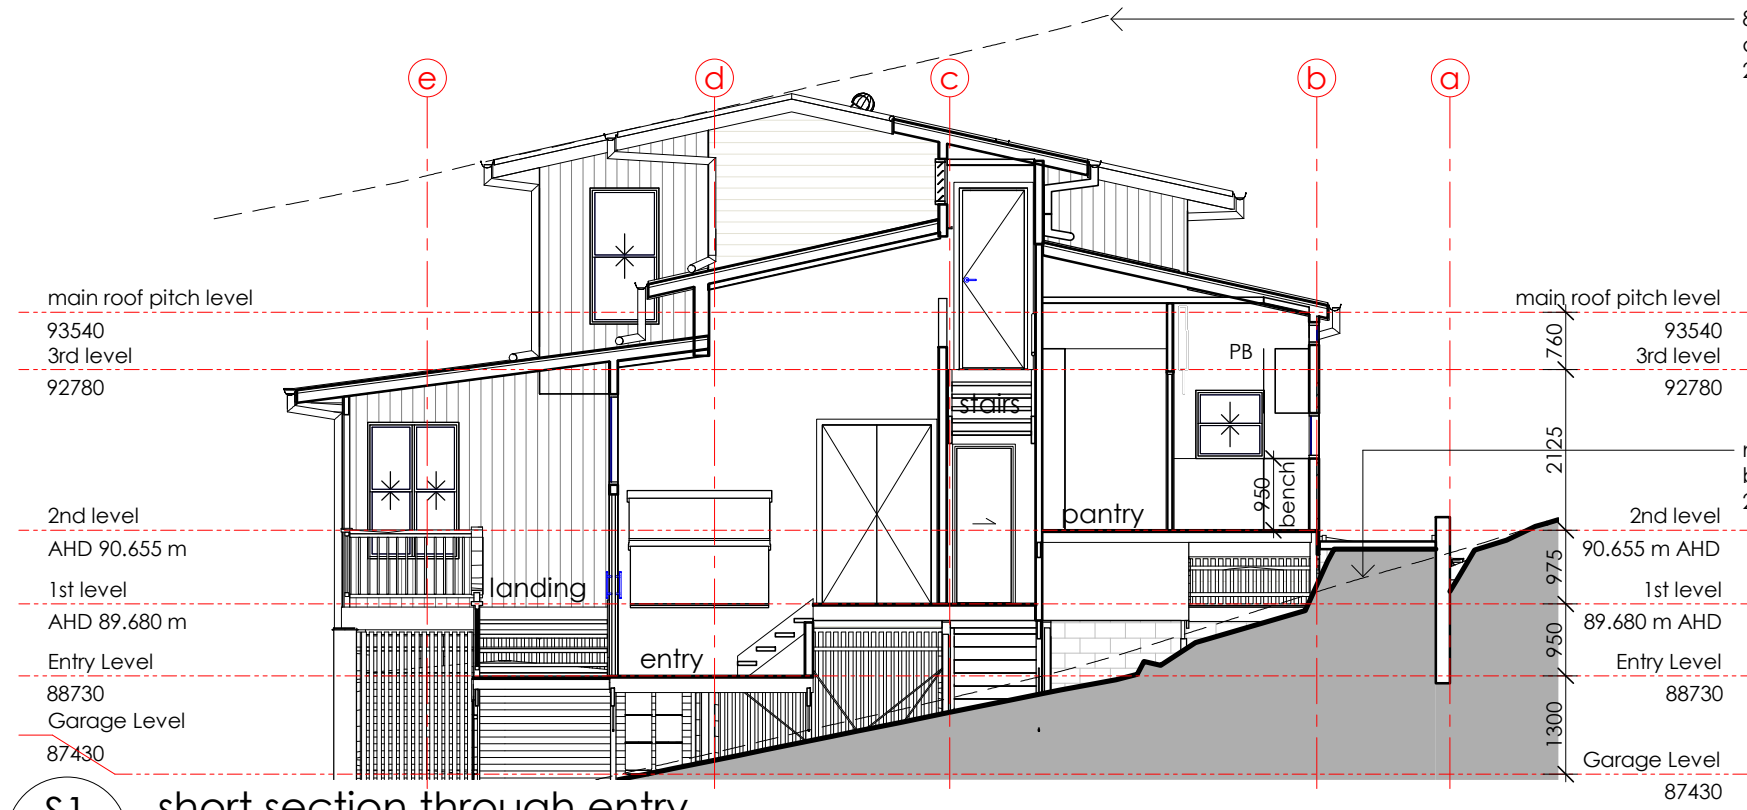 e
d
c
b
a
main roof pitch level
93540
3rd level
92780
2nd level
AHD 90.655 m
1st level
AHD 89.680 m
Entry Level
88730
Garage Level
87430
landing
entry
stairs
pantry
PB
950
bench
main roof pitch level
93540
3rd level
92780
2nd level
90.655 m AHD
1st level
89.680 m AHD
Entry Level
88730
Garage Level
87430
760
2125
975
950
1300
S1
short section through entry